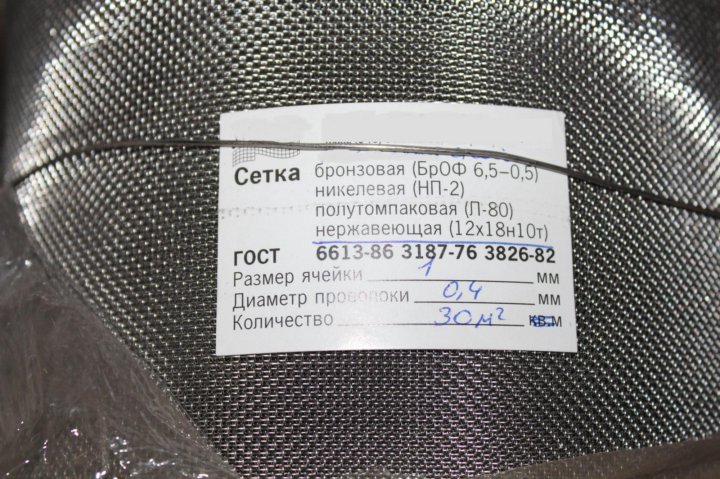 Сетка бронзовая (БрОФ 6,5–0,5)
никелевая (НП-2)
полутомпаковая (Л-80)
нержавеющая (12х18н10т)
ГОСТ 6613-86 3187-76 3826-82
Размер ячейки 1 мм
Диаметр проволоки 0,4 мм
Количество 30м² кв.м